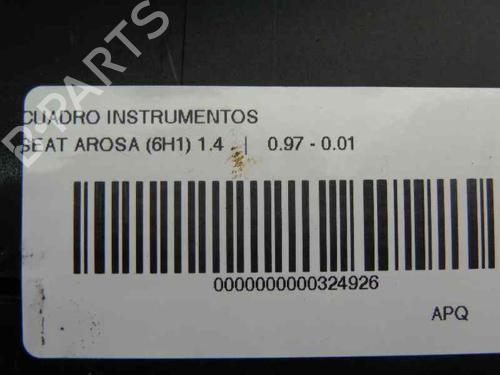 B-PARTS
CUADRO INSTRUMENTOS
SEAT AROSA (6H1) 1.4 | 0.97 - 0.01
0000000000324926
APQ